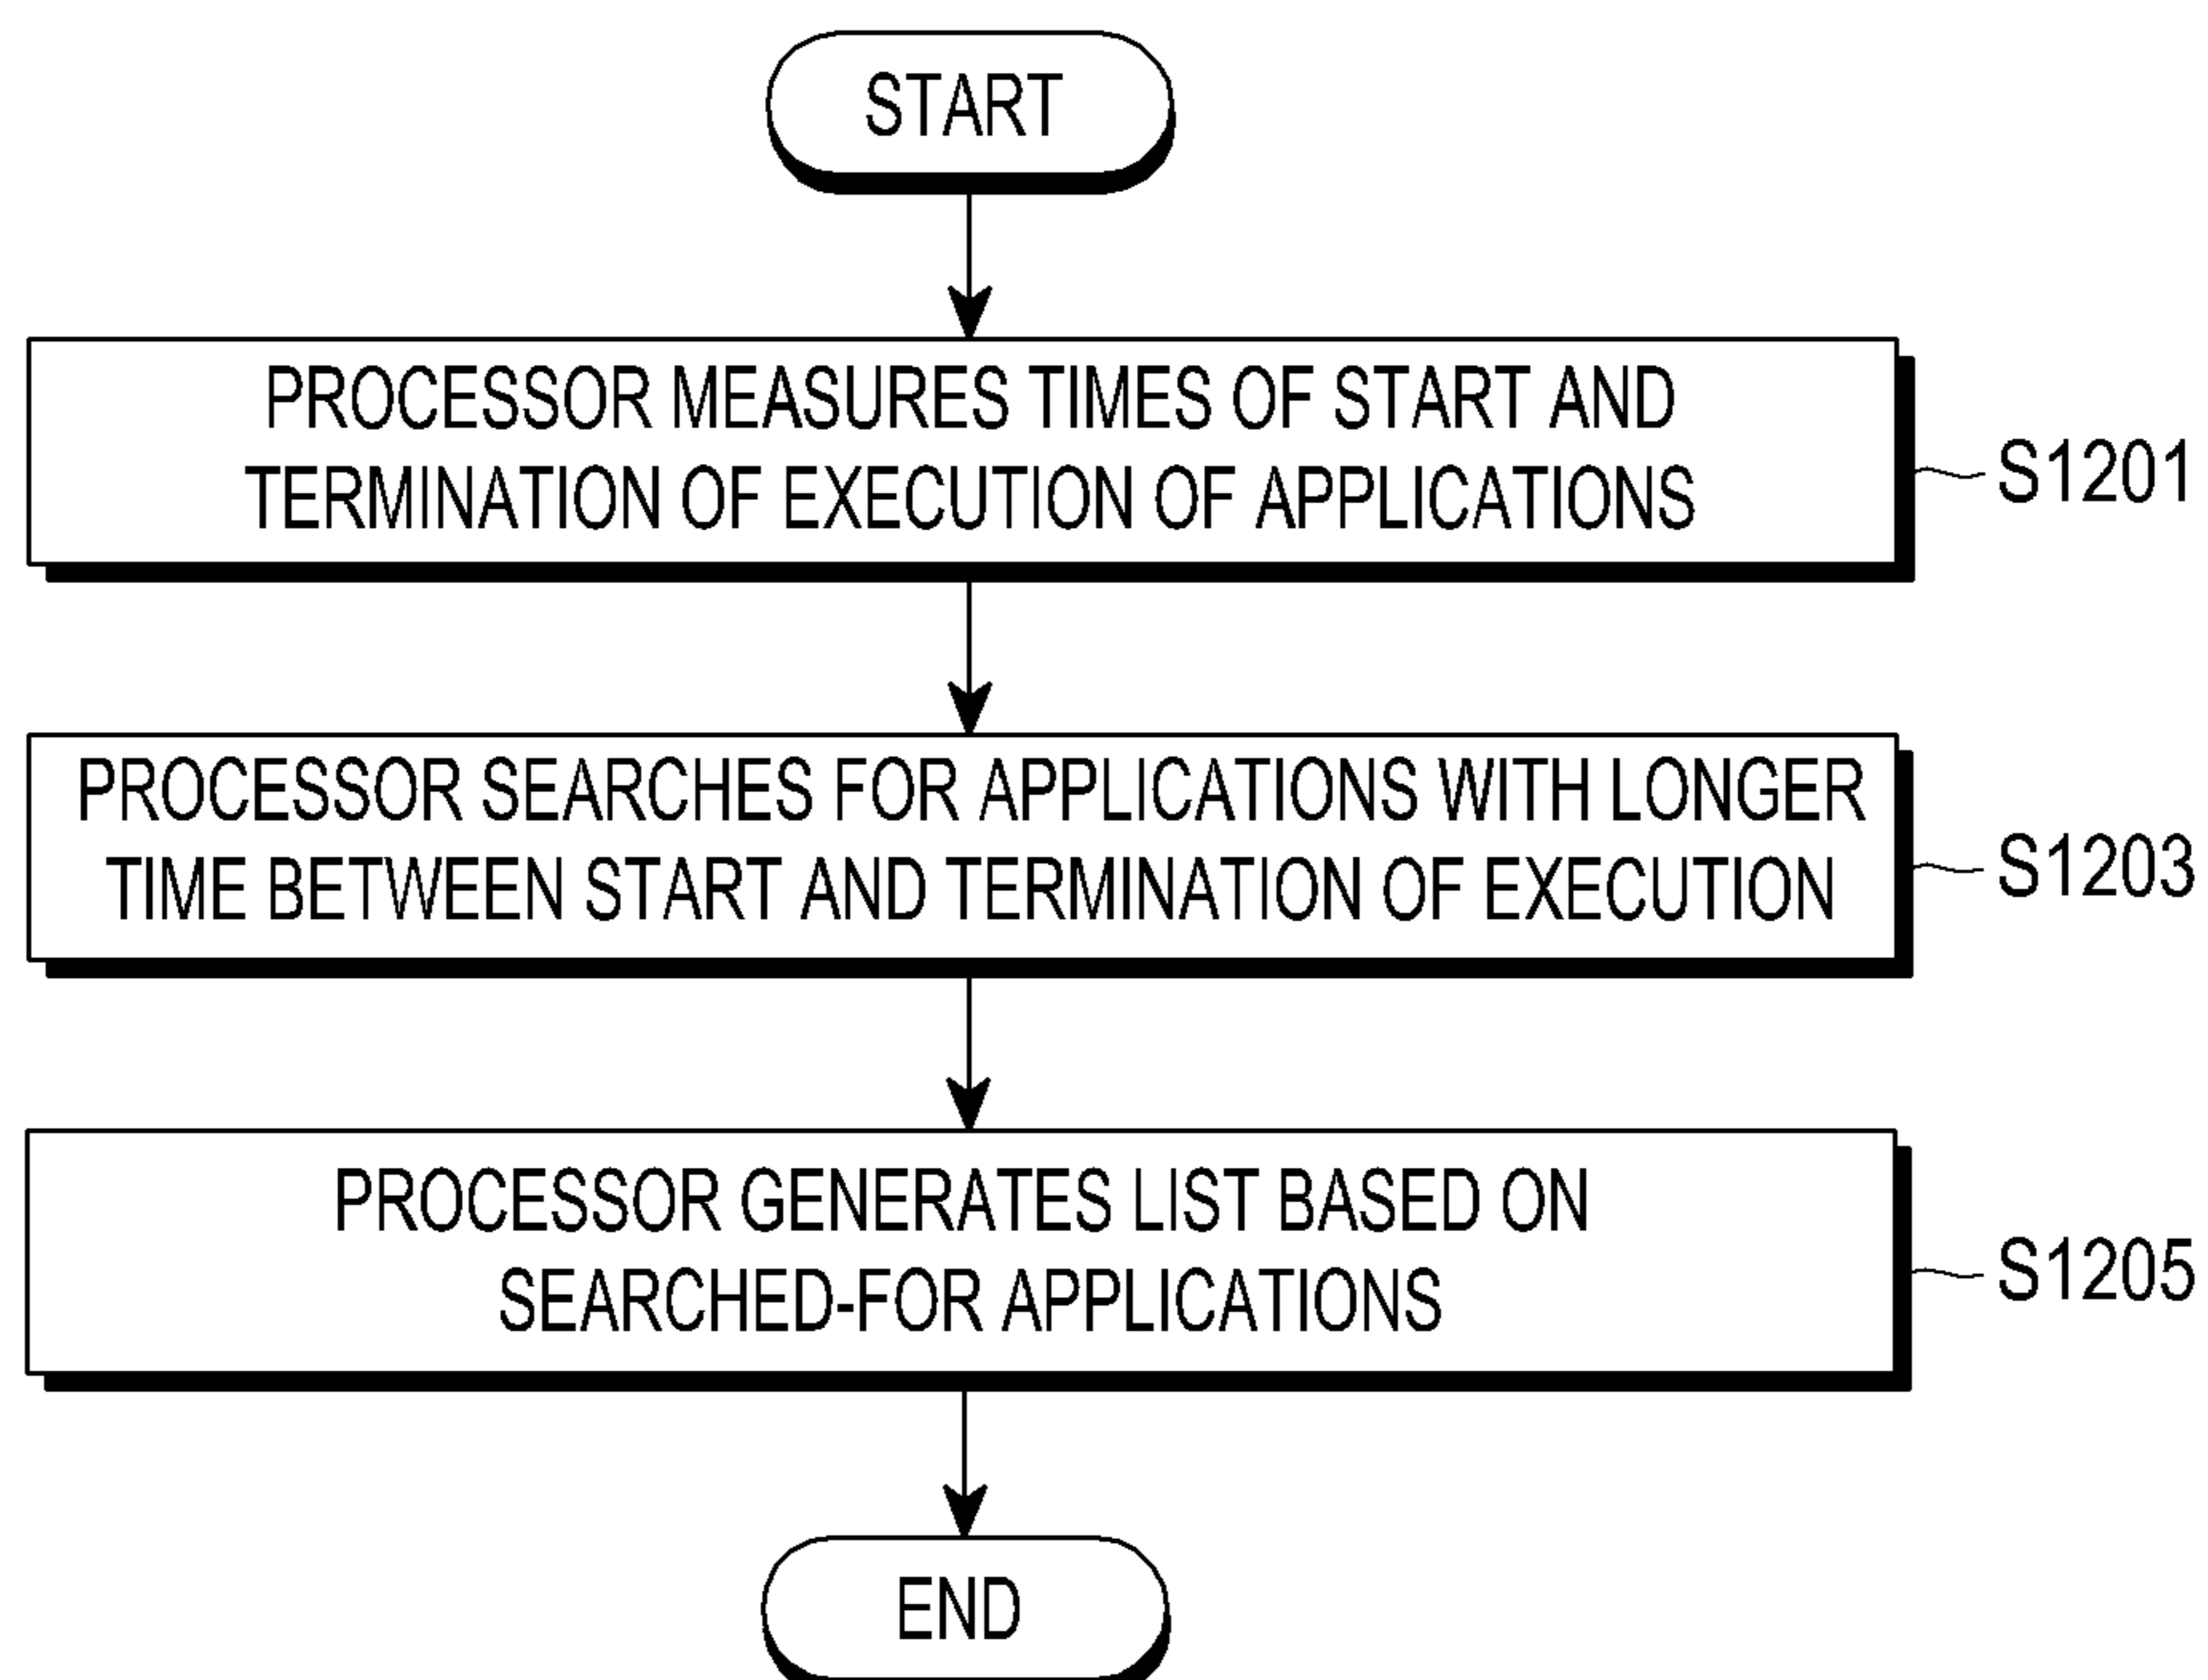 START
PROCESSOR MEASURES TIMES OF START AND
TERMINATION OF EXECUTION OF APPLICATIONS
S1201
PROCESSOR SEARCHES FOR APPLICATIONS WITH LONGER
TIME BETWEEN START AND TERMINATION OF EXECUTION
S1203
PROCESSOR GENERATES LIST BASED ON
SEARCHED-FOR APPLICATIONS
S1205
END